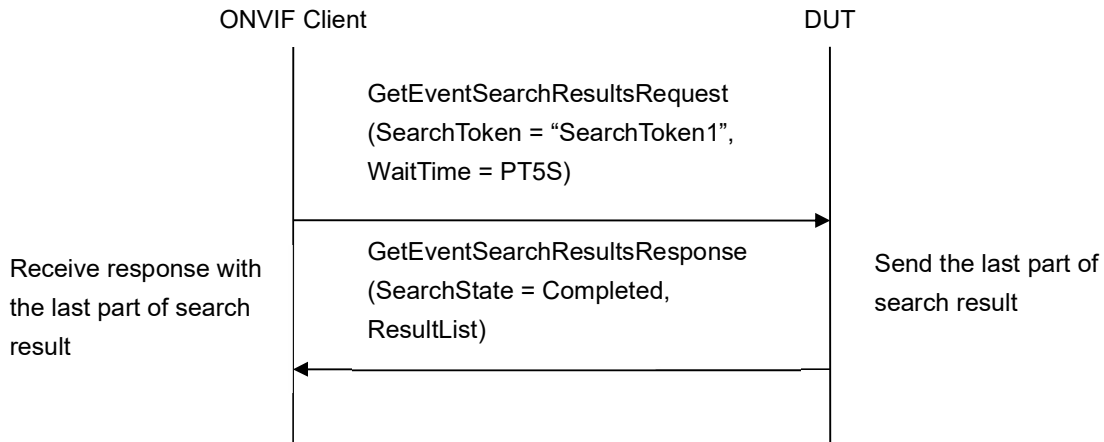 ONVIF Client
DUT
GetEventSearchResultsRequest
(SearchToken = “SearchToken1”,
WaitTime = PT5S)
GetEventSearchResultsResponse
(SearchState = Completed,
ResultList)
Receive response with
the last part of search
result
Send the last part of
search result